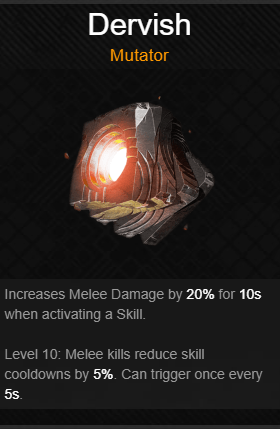 Dervish
Mutator
Increases Melee Damage by 20% for 10s
when activating a Skill.
Level 10: Melee kills reduce skill
cooldowns by 5%. Can trigger once every
5s.